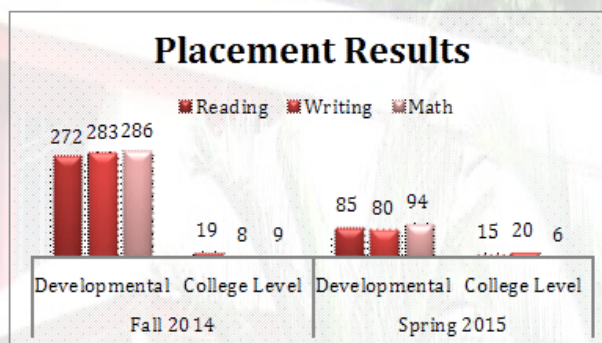 Placement Results
Reading Writing Math
272 283 286
19 8 9
85 80 94
15 20 6
Developmental College Level Developmental College Level
Fall 2014 Spring 2015